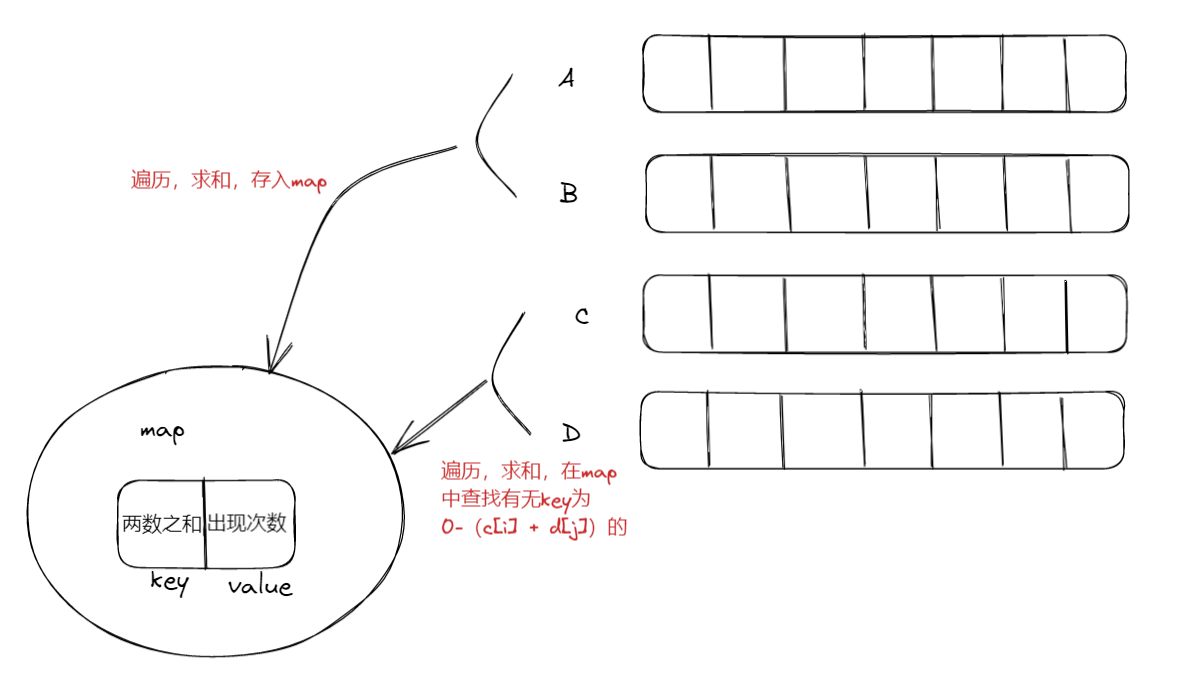 A
遍历，求和，存入map
B
C
map
D
遍历，求和，在map
中查找有无key为
0-（c[i] + d[j]）的
两数之和 出现次数
key value